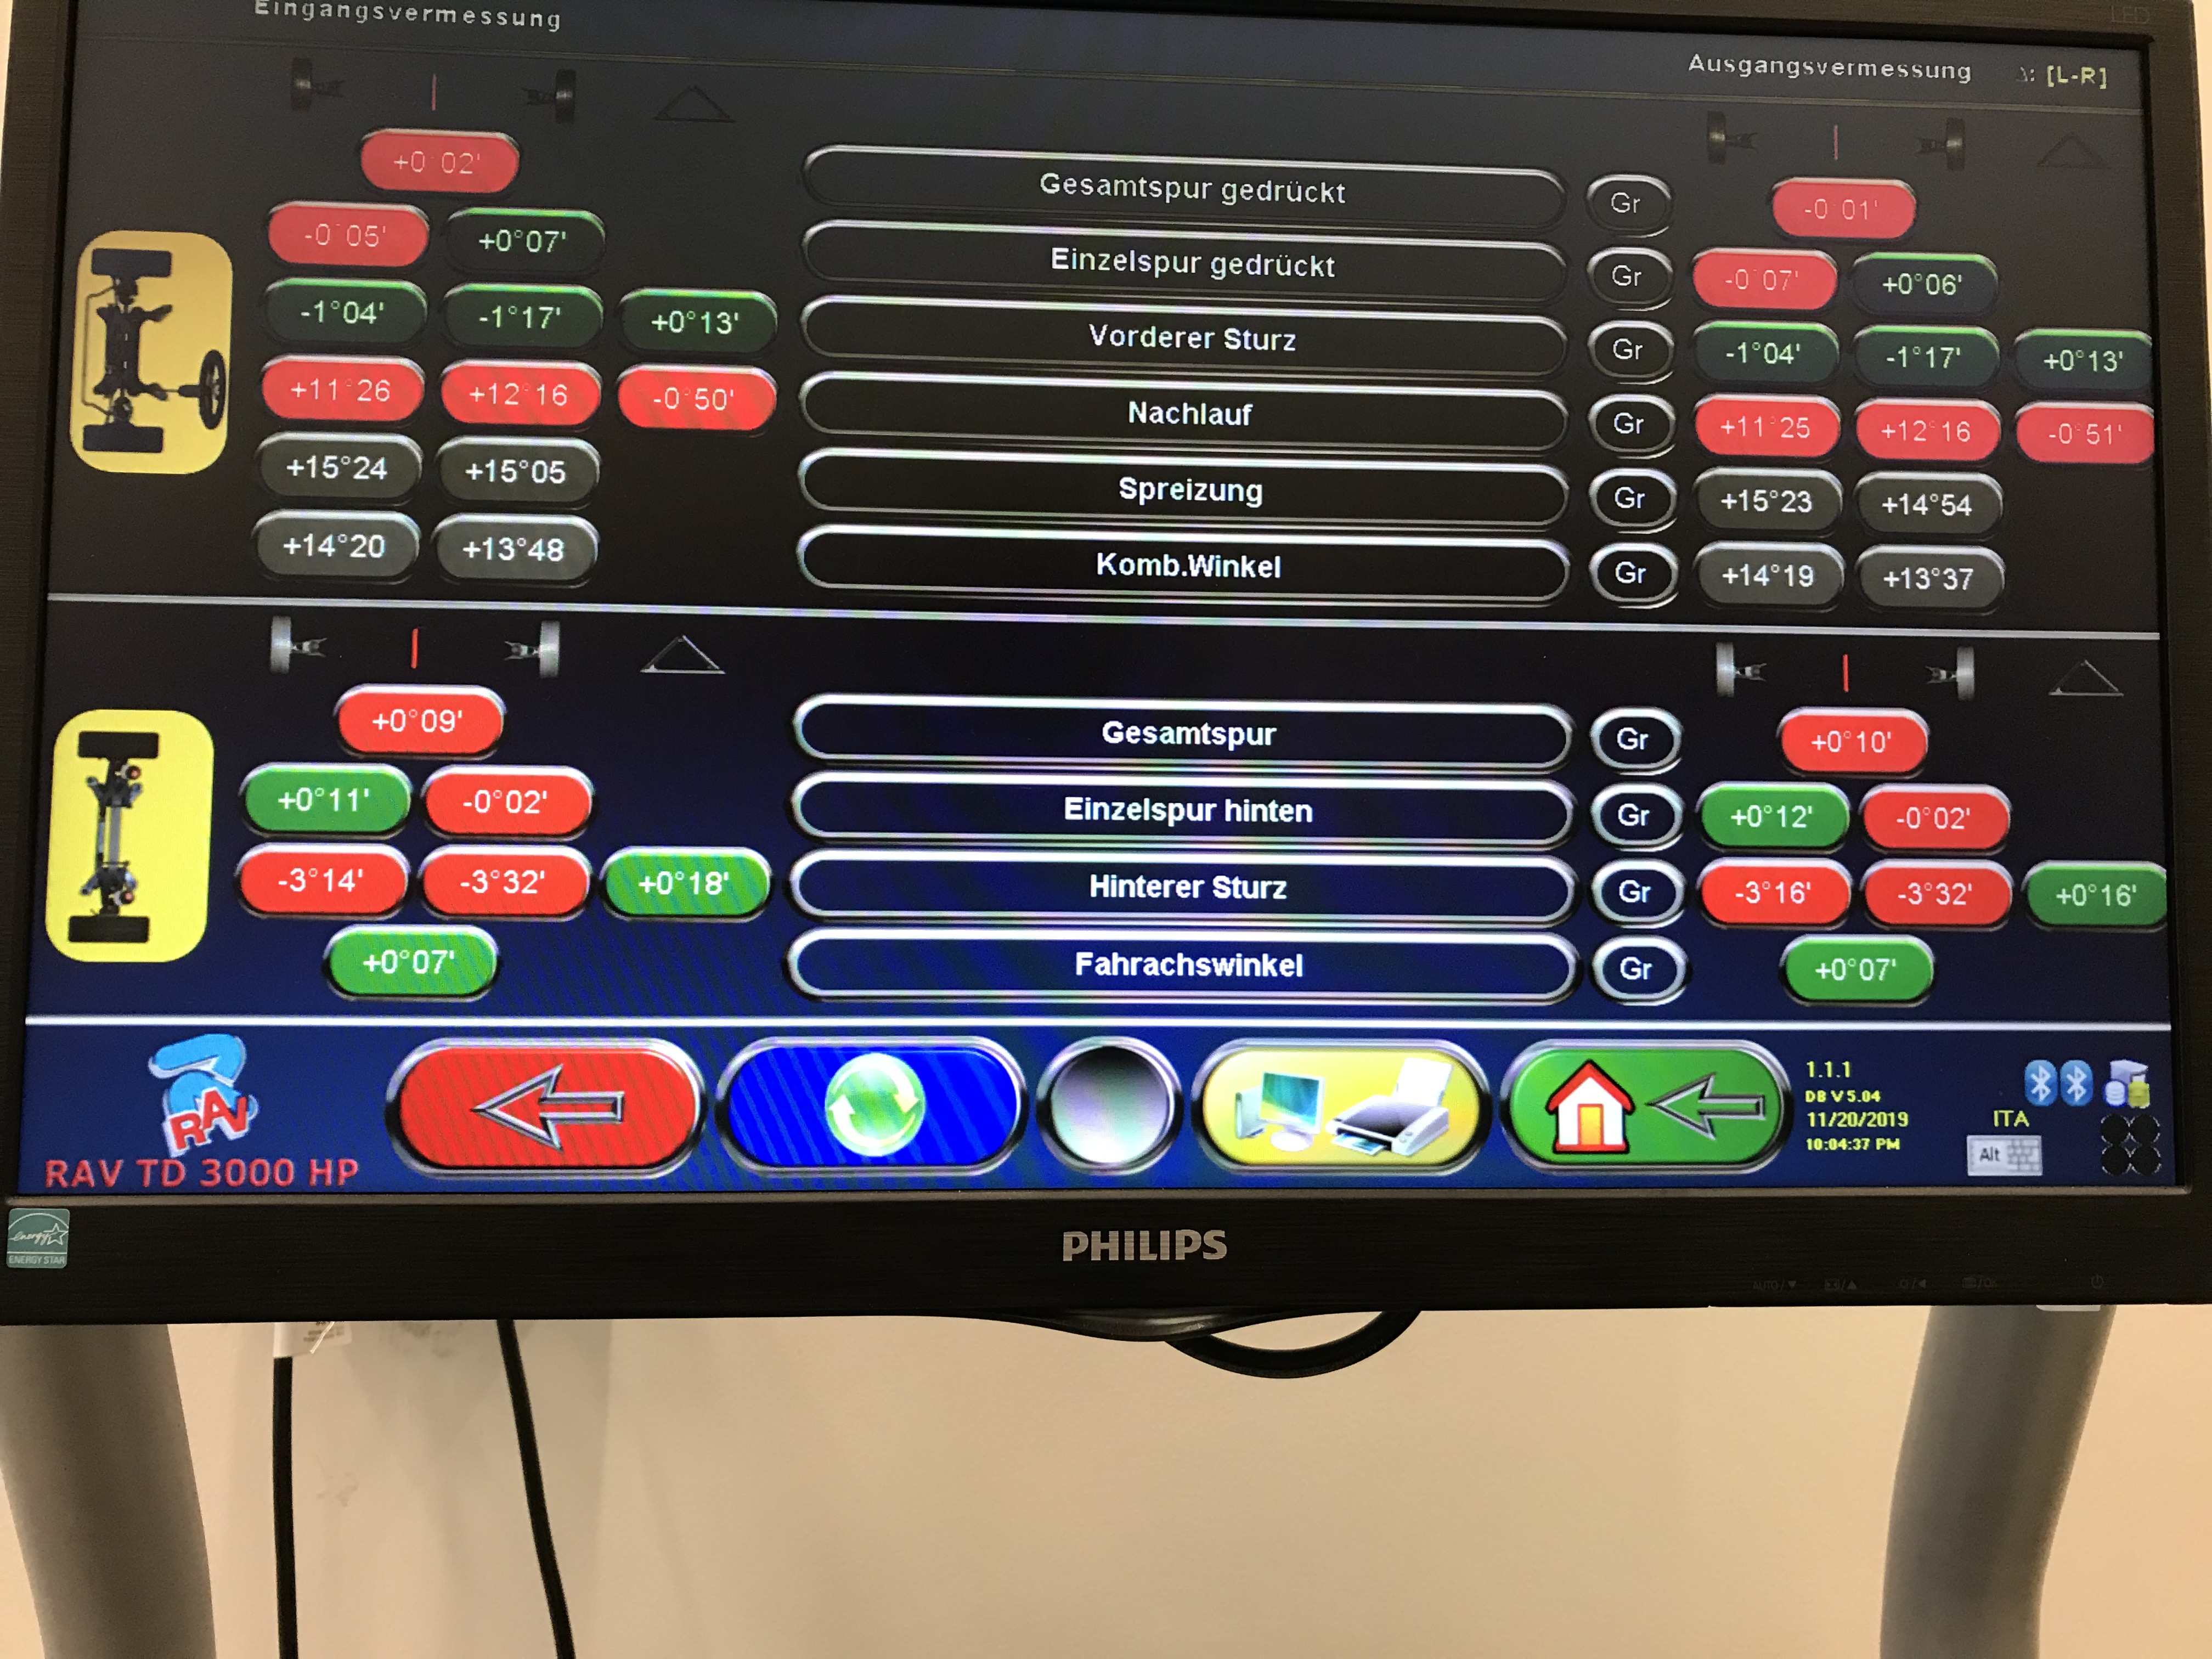 LED
Eingangsvermessung
Ausgangsvermessung [L-R]
+0°02' Gesamtspur gedrückt Gr -0°01'
-0°05' +0°07' Einzelspur gedrückt Gr -0°07' +0°06'
-1°04' -1°17' +0°13' Vorderer Sturz Gr -1°04' -1°17' +0°13'
+11°26 +12°16 -0°50' Nachlauf Gr +11°25 +12°16 -0°51'
+15°24 +15°05 Spreizung Gr +15°23 +14°54
+14°20 +13°48 Komb.Winkel Gr +14°19 +13°37
+0°09' Gesamtspur Gr +0°10'
+0°11' -0°02' Einzelspur hinten Gr +0°12' -0°02'
-3°14' -3°32' +0°18' Hinterer Sturz Gr -3°16' -3°32' +0°16'
+0°07' Fahrachswinkel Gr +0°07'
RAV
RAV TD 3000 HP
1.1.1
DB V 5.04
11/20/2019
10:04:37 PM
ITA
Alt
energy
ENERGY STAR
PHILIPS
AUTO/▼